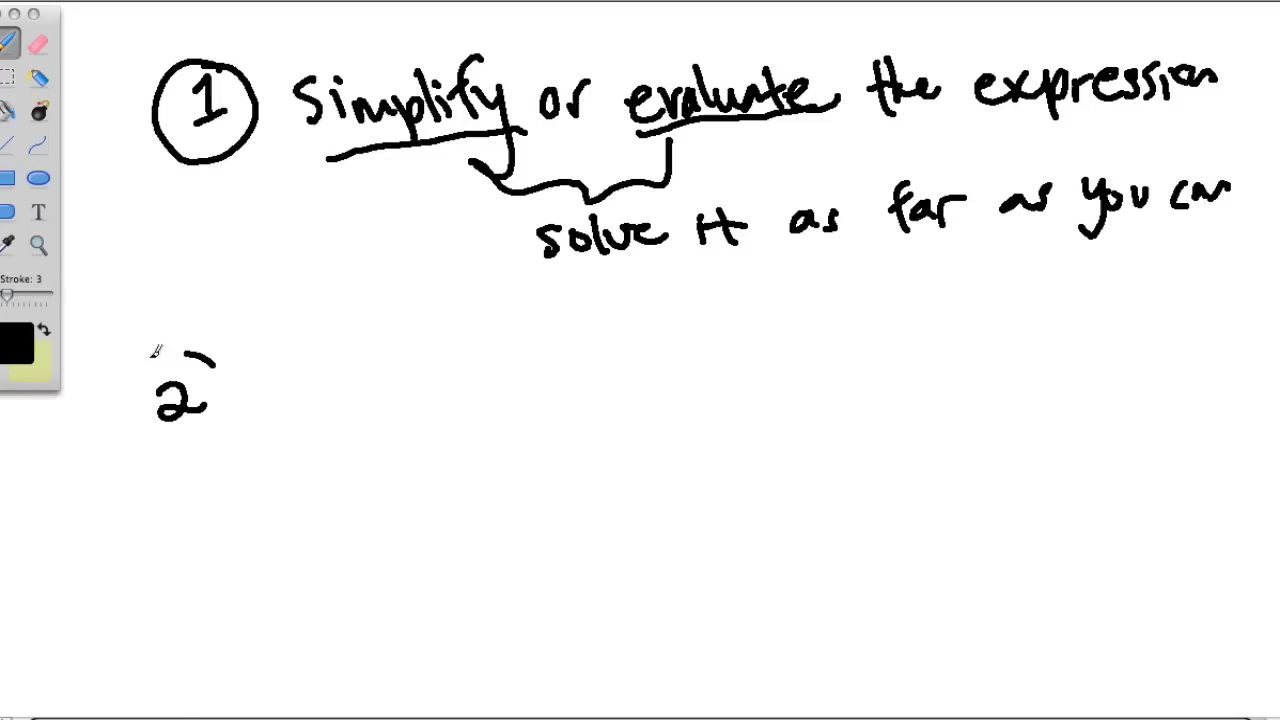 1 Simplify or evaluate the expression
solve it as far as you can
Stroke: 3
2